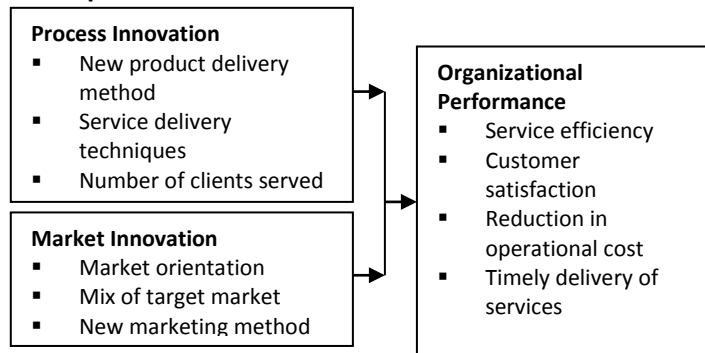 Process Innovation
▪ New product delivery
method
▪ Service delivery
techniques
▪ Number of clients served
Market Innovation
▪ Market orientation
▪ Mix of target market
▪ New marketing method
Organizational
Performance
▪ Service efficiency
▪ Customer
satisfaction
▪ Reduction in
operational cost
▪ Timely delivery of
services